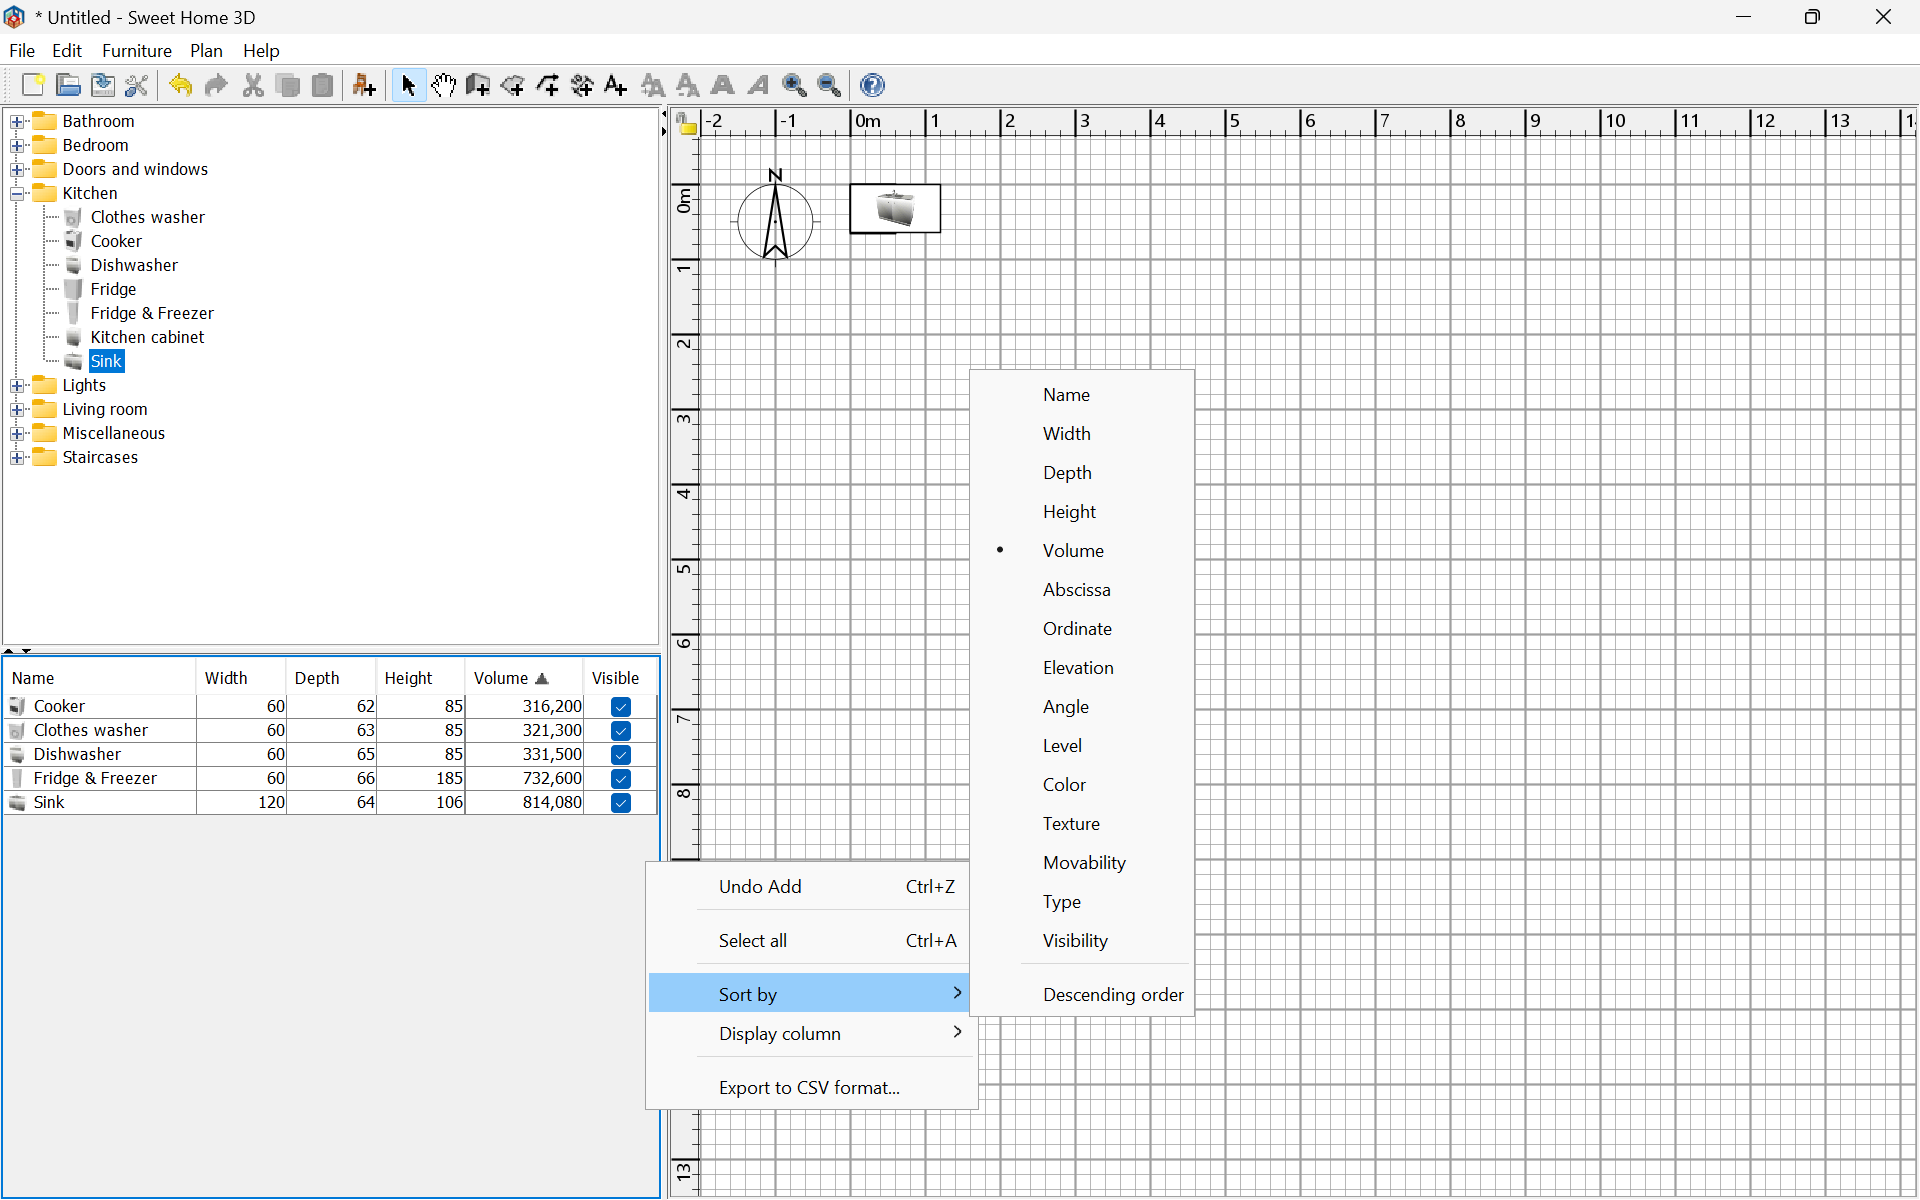 * Untitled - Sweet Home 3D
File Edit Furniture Plan Help
Bathroom
Bedroom
Doors and windows
Kitchen
Clothes washer
Cooker
Dishwasher
Fridge
Fridge & Freezer
Kitchen cabinet
Sink
Lights
Living room
Miscellaneous
Staircases
Name Width Depth Height Volume Visible
Cooker 60 62 85 316,200
Clothes washer 60 63 85 321,300
Dishwasher 60 65 85 331,500
Fridge & Freezer 60 66 185 732,600
Sink 120 64 106 814,080
-2 -1 0m 1 2 3 4 5 6 7 8 9 10 11 12 13 1
N
0m
1
2
3
4
5
6
7
8
13
Undo Add Ctrl+Z
Select all Ctrl+A
Sort by
Display column
Export to CSV format...
Name
Width
Depth
Height
Volume
Abscissa
Ordinate
Elevation
Angle
Level
Color
Texture
Movability
Type
Visibility
Descending order